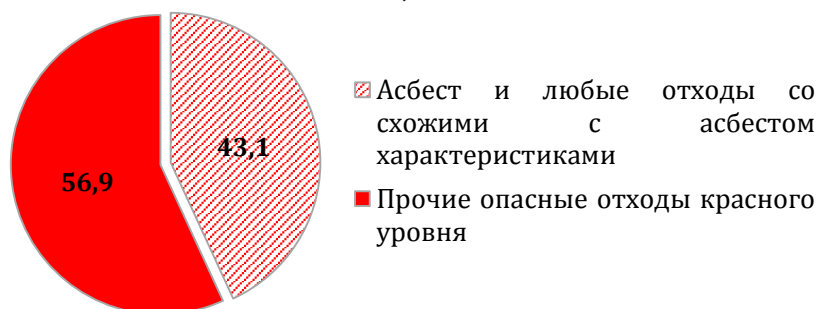 43,1
56,9
Асбест и любые отходы со
схожими с асбестом
характеристиками
Прочие опасные отходы красного
уровня